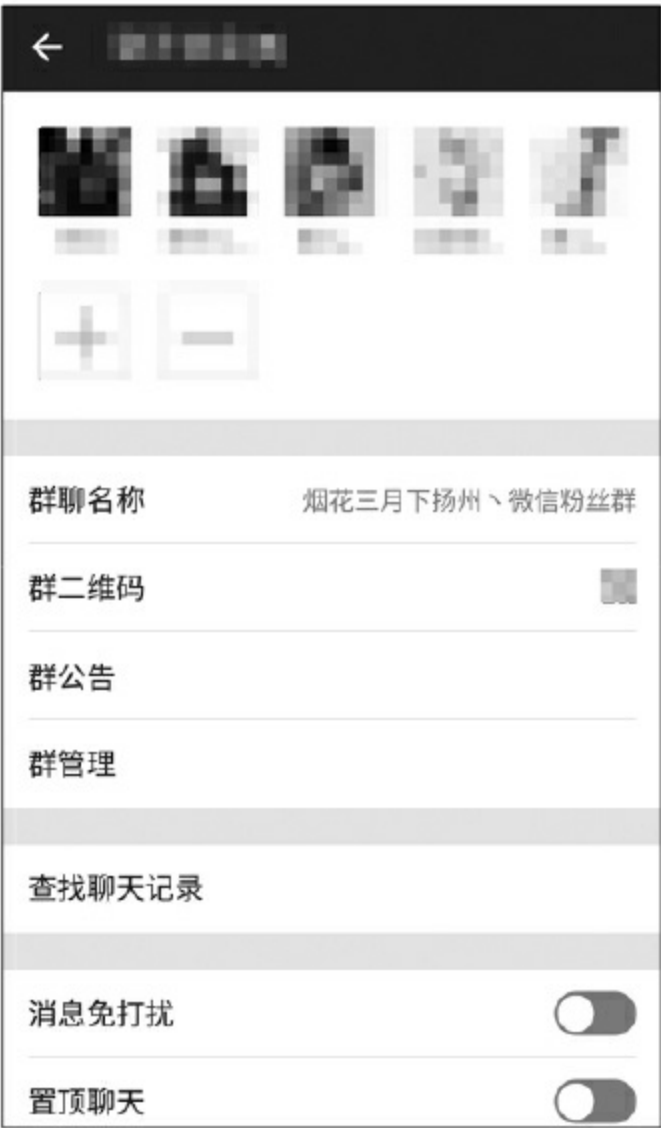 群聊名称
烟花三月下扬州丶微信粉丝群
群二维码
群公告
群管理
查找聊天记录
消息免打扰
置顶聊天